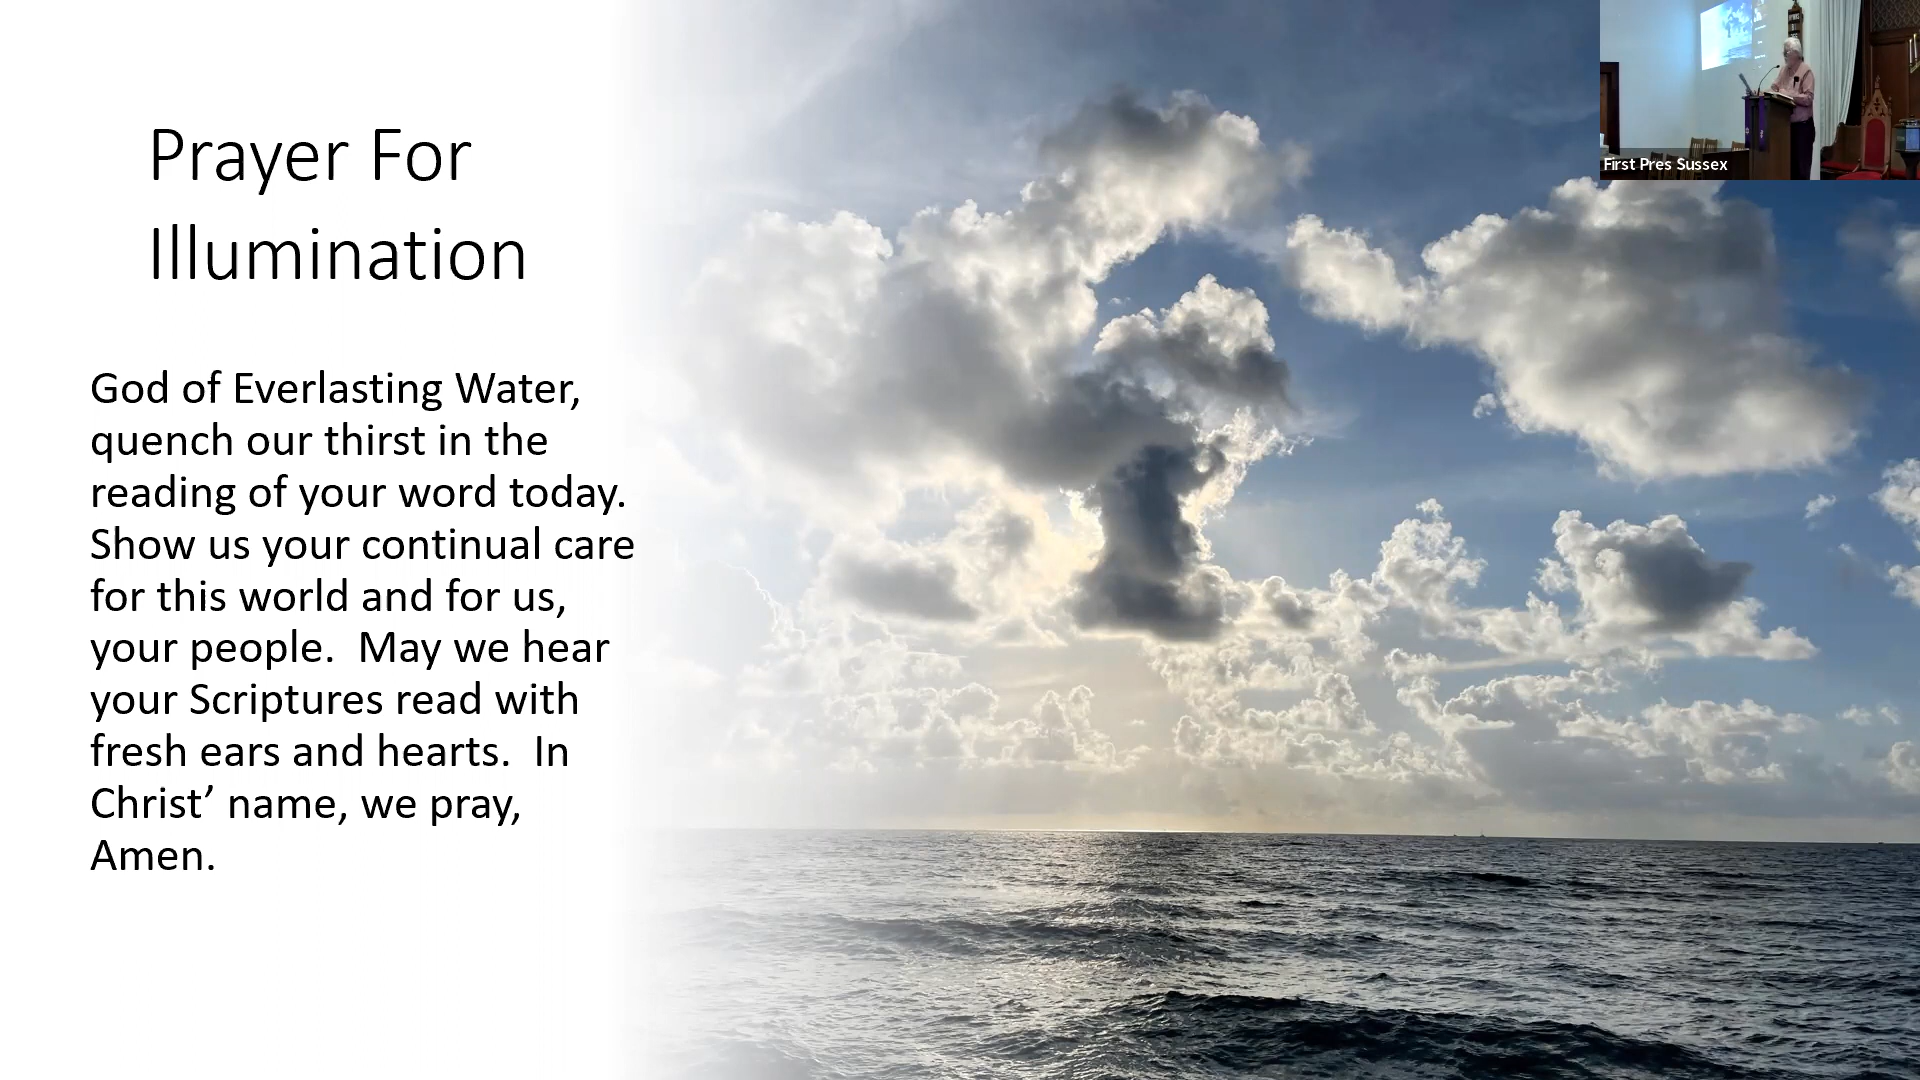 Prayer For
Illumination
God of Everlasting Water,
quench our thirst in the
reading of your word today.
Show us your continual care
for this world and for us,
your people.  May we hear
your Scriptures read with
fresh ears and hearts.  In
Christ’ name, we pray,
Amen.
First Pres Sussex